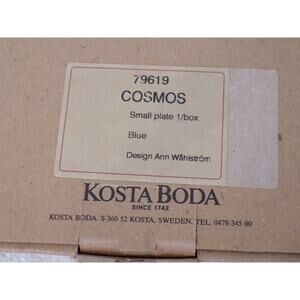 79619
COSMOS
Small plate 1/box
Blue
Design Ann Wåhlström
KOSTA BODA
SINCE 1742
KOSTA BODA. S-360 52 KOSTA, SWEDEN. TEL. 0478-345 00